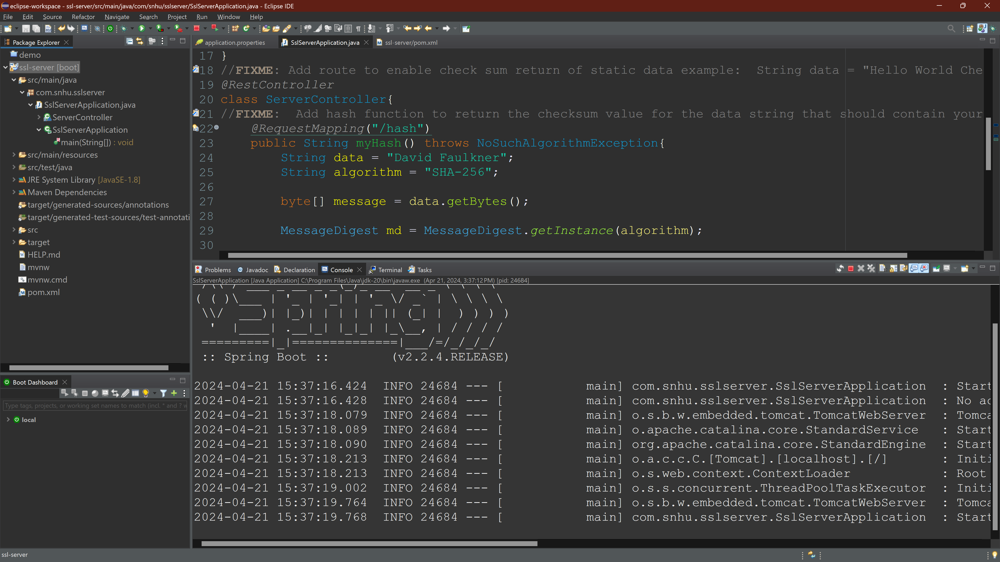 eclipse-workspace - ssl-server/src/main/java/com/snhu/sslserver/SslServerApplication.java - Eclipse IDE
File Edit Source Refactor Navigate Search Project Run Window Help
Package Explorer
demo
ssl-server [boot]
src/main/java
com.snhu.sslserver
SslServerApplication.java
ServerController
SslServerApplication
main(String[]) : void
src/main/resources
src/test/java
JRE System Library [JavaSE-1.8]
Maven Dependencies
target/generated-sources/annotations
target/generated-test-sources/test-annotati
src
target
HELP.md
mvnw
mvnw.cmd
pom.xml
Boot Dashboard
Type tags, projects, or working set names to match (incl. * and ? w
local
application.properties SslServerApplication.java ssl-server/pom.xml
17 }
18 //FIXME: Add route to enable check sum return of static data example:  String data = "Hello World Che
19 @RestController
20 class ServerController{
21 //FIXME:  Add hash function to return the checksum value for the data string that should contain your
22 @RequestMapping("/hash")
23 public String myHash() throws NoSuchAlgorithmException{
24 String data = "David Faulkner";
25 String algorithm = "SHA-256";
26
27 byte[] message = data.getBytes();
28
29 MessageDigest md = MessageDigest.getInstance(algorithm);
30
Problems Javadoc Declaration Console Terminal Tasks
SslServerApplication [Java Application] C:\Program Files\Java\jdk-20\bin\javaw.exe (Apr 21, 2024, 3:37:12 PM) [pid: 24684]
( ( )\___ | '_ | '_| | '_ \/ _` | \ \ \ \
\\/  ___)| |_)| | | | | || (_| |  ) ) ) )
'  |____| .__|_| |_|_| |_\__, | / / / /
=========|_|==============|___/=/_/_/_/
:: Spring Boot ::        (v2.2.4.RELEASE)
2024-04-21 15:37:16.424  INFO 24684 --- [           main] com.snhu.sslserver.SslServerApplication  : Start
2024-04-21 15:37:16.428  INFO 24684 --- [           main] com.snhu.sslserver.SslServerApplication  : No ac
2024-04-21 15:37:18.079  INFO 24684 --- [           main] o.s.b.w.embedded.tomcat.TomcatWebServer  : Tomca
2024-04-21 15:37:18.089  INFO 24684 --- [           main] o.apache.catalina.core.StandardService   : Start
2024-04-21 15:37:18.090  INFO 24684 --- [           main] org.apache.catalina.core.StandardEngine  : Start
2024-04-21 15:37:18.213  INFO 24684 --- [           main] o.a.c.c.C.[Tomcat].[localhost].[/]       : Initi
2024-04-21 15:37:18.213  INFO 24684 --- [           main] o.s.web.context.ContextLoader            : Root
2024-04-21 15:37:19.002  INFO 24684 --- [           main] o.s.s.concurrent.ThreadPoolTaskExecutor  : Initi
2024-04-21 15:37:19.764  INFO 24684 --- [           main] o.s.b.w.embedded.tomcat.TomcatWebServer  : Tomca
2024-04-21 15:37:19.768  INFO 24684 --- [           main] com.snhu.sslserver.SslServerApplication  : Start
ssl-server